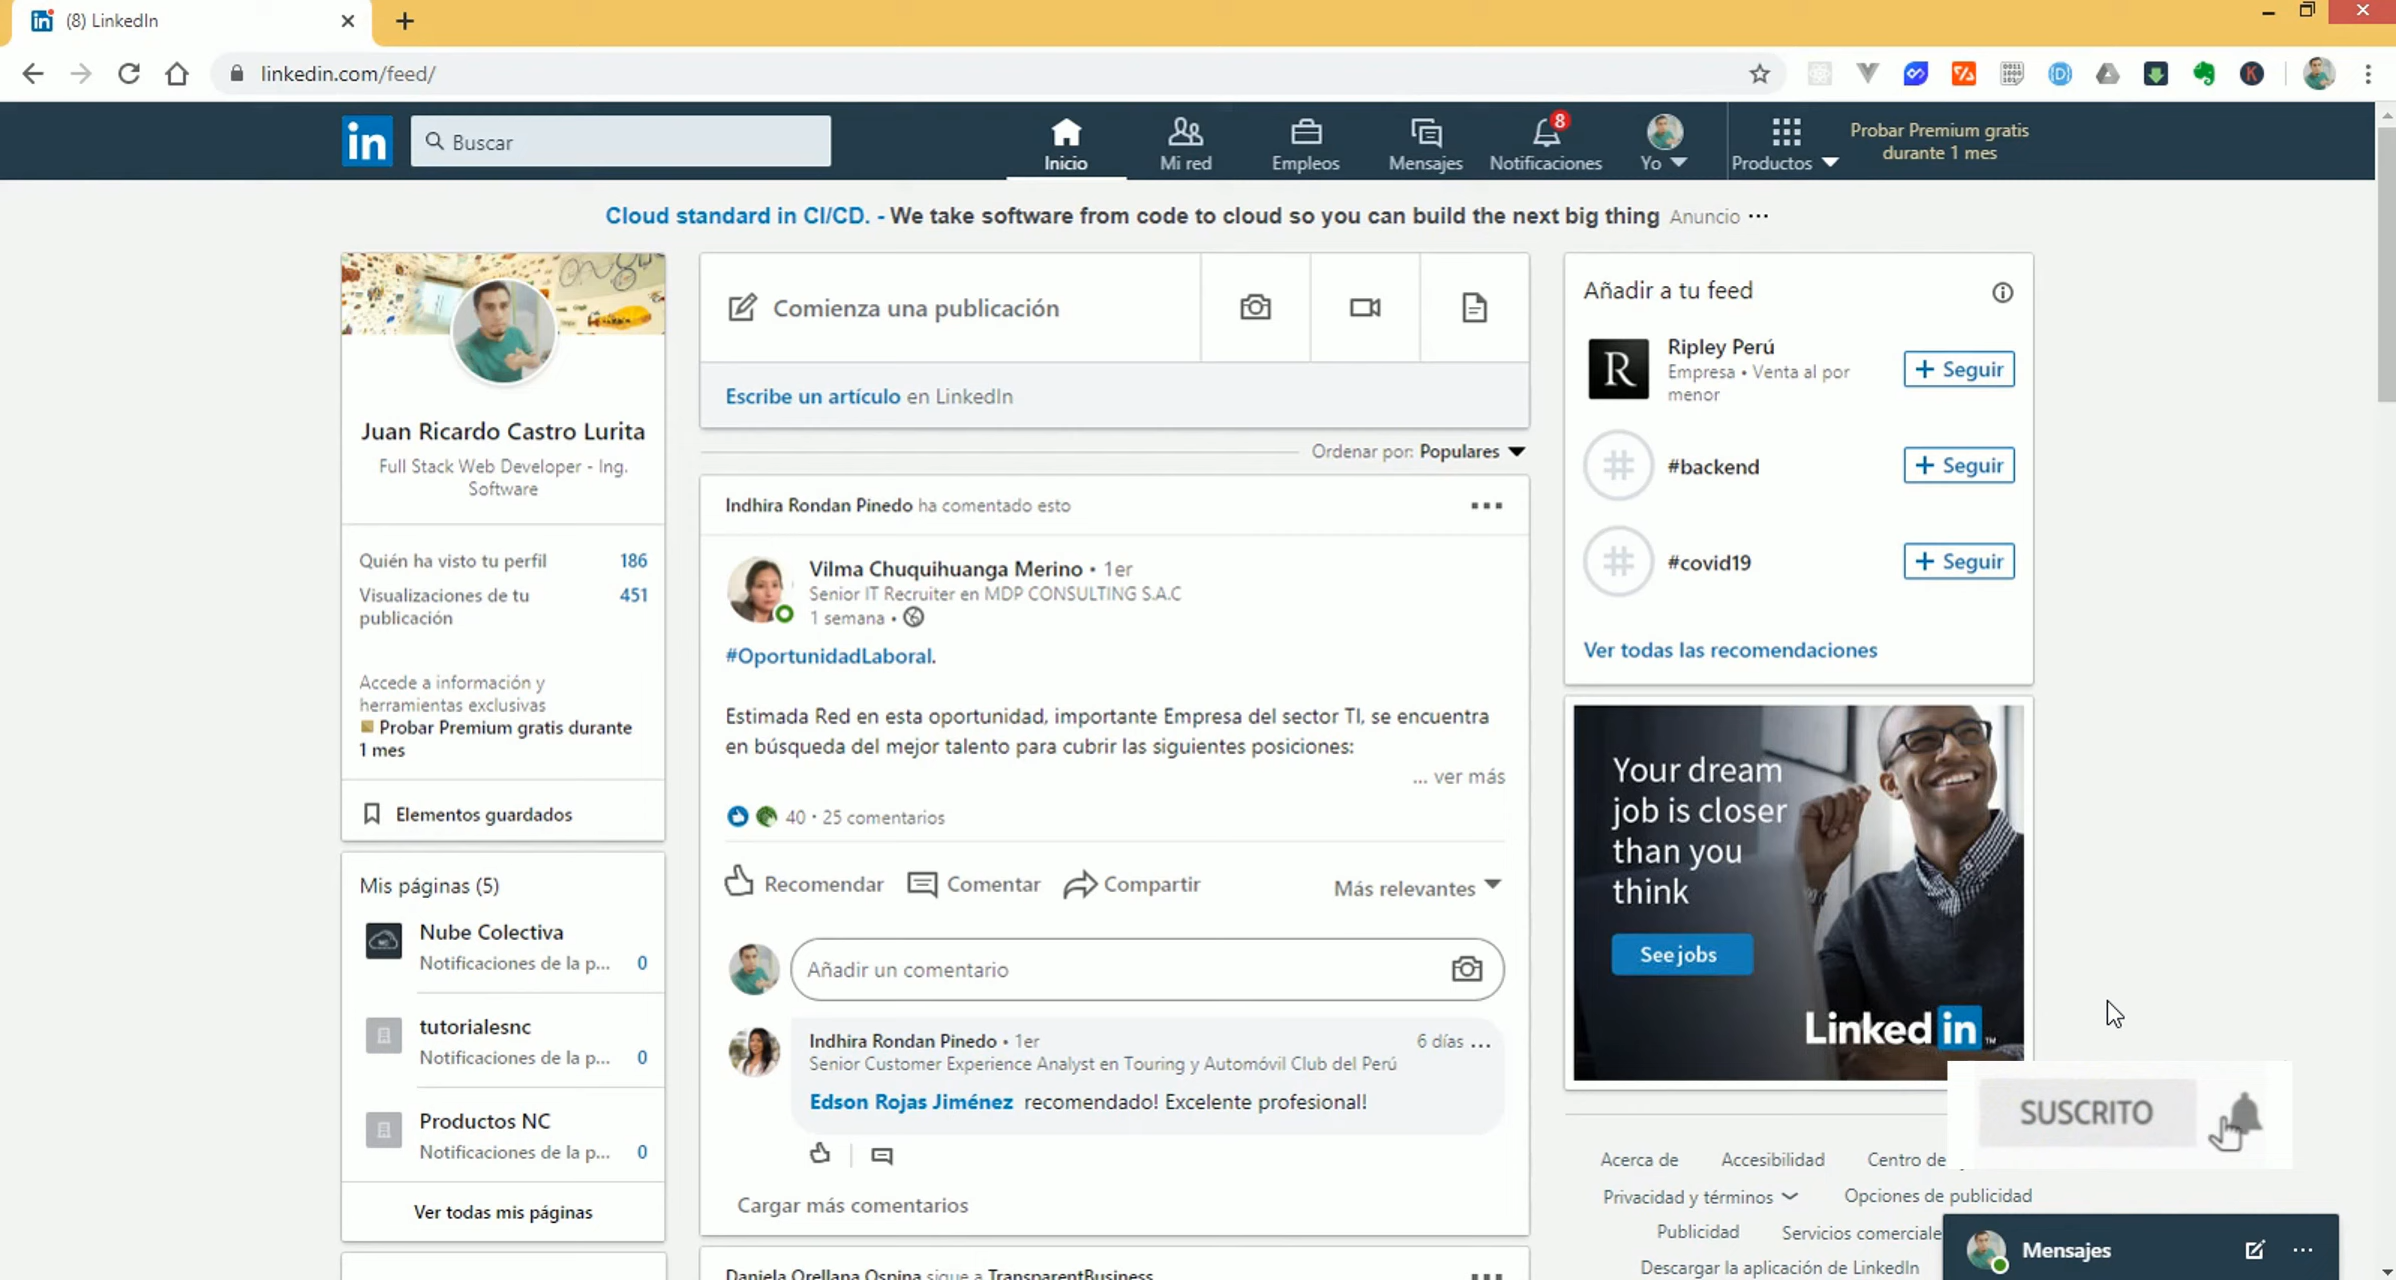 (8) LinkedIn
linkedin.com/feed/
in
Buscar
Inicio
Mi red
Empleos
Mensajes
8
Notificaciones
Yo
Productos
Probar Premium gratis
durante 1 mes
Cloud standard in CI/CD. - We take software from code to cloud so you can build the next big thing Anuncio ...
Juan Ricardo Castro Lurita
Full Stack Web Developer - Ing.
Software
Quién ha visto tu perfil 186
Visualizaciones de tu 451
publicación
Accede a información y
herramientas exclusivas
Probar Premium gratis durante
1 mes
Elementos guardados
Mis páginas (5)
Nube Colectiva
Notificaciones de la p... 0
tutorialesnc
Notificaciones de la p... 0
Productos NC
Notificaciones de la p... 0
Ver todas mis páginas
Comienza una publicación
Escribe un artículo en LinkedIn
Ordenar por: Populares
Indhira Rondan Pinedo ha comentado esto
Vilma Chuquihuanga Merino • 1er
Senior IT Recruiter en MDP CONSULTING S.A.C
1 semana •
#OportunidadLaboral.
Estimada Red en esta oportunidad, importante Empresa del sector TI, se encuentra
en búsqueda del mejor talento para cubrir las siguientes posiciones:
... ver más
40 · 25 comentarios
Recomendar
Comentar
Compartir
Más relevantes
Añadir un comentario
Indhira Rondan Pinedo • 1er 6 días ...
Senior Customer Experience Analyst en Touring y Automóvil Club del Perú
Edson Rojas Jiménez recomendado! Excelente profesional!
Cargar más comentarios
Daniela Orellana Ospina sigue a TransparentBusiness
Añadir a tu feed
R
Ripley Perú
Empresa • Venta al por
menor
+ Seguir
#backend
+ Seguir
#covid19
+ Seguir
Ver todas las recomendaciones
Your dream
job is closer
than you
think
See jobs
Linked in ™
SUSCRITO
Acerca de
Accesibilidad
Centro de
Privacidad y términos
Opciones de publicidad
Publicidad
Servicios comerciale
Descargar la aplicación de LinkedIn
Mensajes